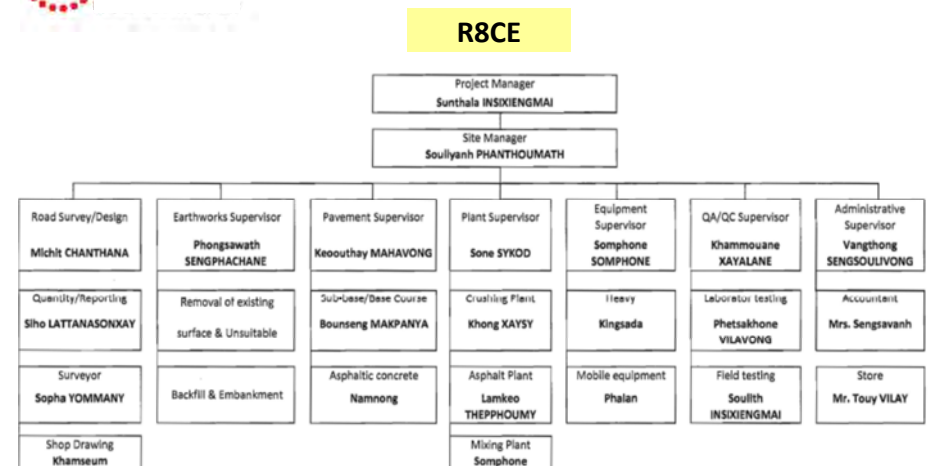 R8CE
Project Manager
Sunthala INSIXIENGMAI
Site Manager
Souliyanh PHANTHOUMATH
Road Survey/Design
Michit CHANTHANA
Earthworks Supervisor
Phongsawath
SENGPHACHANE
Pavement Supervisor
Keoouthay MAHAVONG
Plant Supervisor
Sone SYKOD
Equipment
Supervisor
Somphone
SOMPHONE
QA/QC Supervisor
Khammouane
XAYALANE
Administrative
Supervisor
Vangthong
SENGSOULIVONG
Quantity/Reporting
Siho LATTANASONXAY
Removal of existing
surface & Unsuitable
Sub-base/Base Course
Bounseng MAKPANYA
Crushing Plant
Khong XAYSY
Heavy
Kingsada
Laborator testing
Phetsakhone
VILAVONG
Accountant
Mrs. Sengsavanh
Surveyor
Sopha YOMMANY
Backfill & Embankment
Asphaltic concrete
Namnong
Asphalt Plant
Lamkeo
THEPPHOUMY
Mobile equipment
Phalan
Field testing
Soulith
INSIXIENGMAI
Store
Mr. Touy VILAY
Shop Drawing
Khamseum
Mixing Plant
Somphone